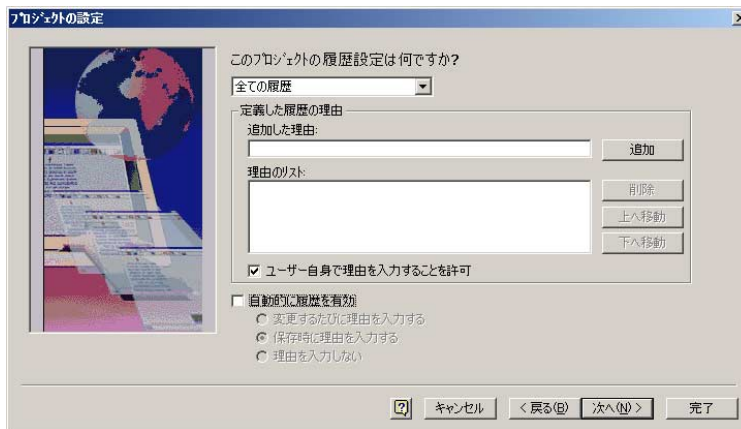 プロジェクトの設定
このプロジェクトの履歴設定は何ですか?
全ての履歴
定義した履歴の理由
追加した理由:
追加
理由のリスト:
削除
上へ移動
下へ移動
ユーザー自身で理由を入力することを許可
自動的に履歴を有効
変更するたびに理由を入力する
保存時に理由を入力する
理由を入力しない
キャンセル
< 戻る(B)
次へ(N) >
完了